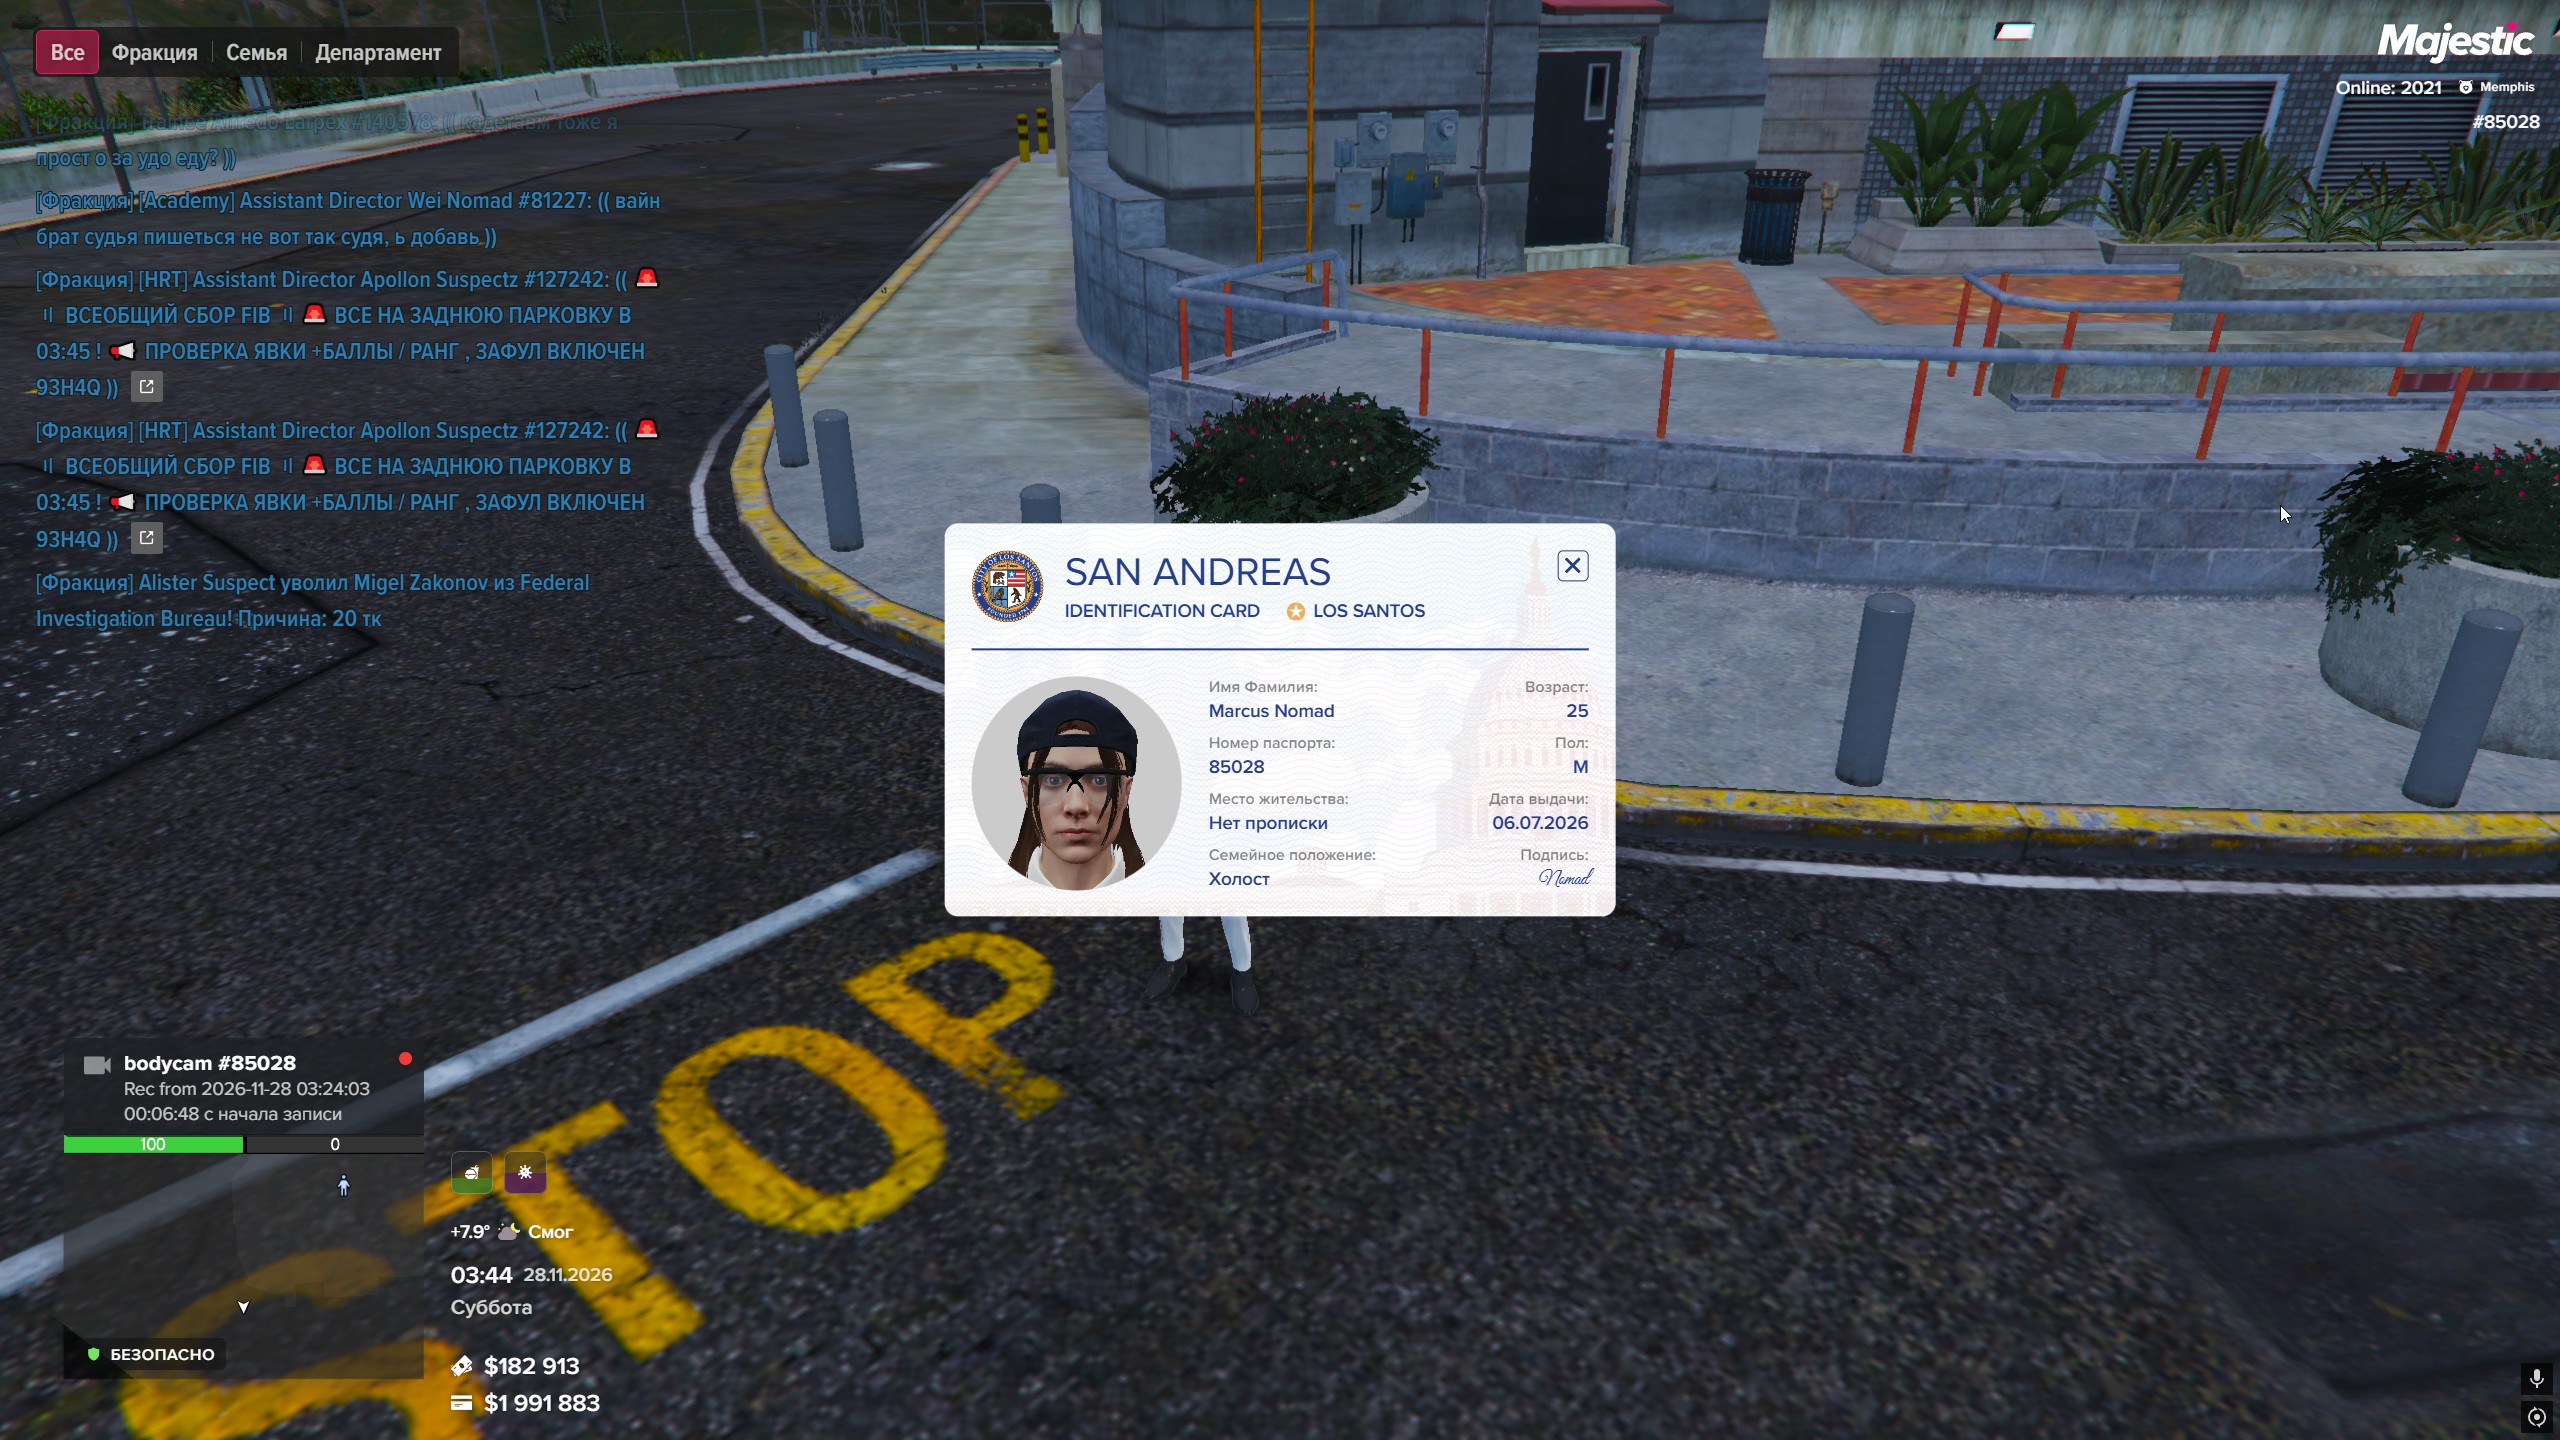 Все Фракция Семья Департамент
Majestic
Online: 2021 Memphis
#85028
прост о за удо еду? ))
[Фракция] [Academy] Assistant Director Wei Nomad #81227: (( вайн
брат судья пишеться не вот так судя, ь добавь ))
[Фракция] [HRT] Assistant Director Apollon Suspectz #127242: (( 🚨
〢 ВСЕОБЩИЙ СБОР FIB 〢 🚨 ВСЕ НА ЗАДНЮЮ ПАРКОВКУ В
03:45 ! 📢 ПРОВЕРКА ЯВКИ +БАЛЛЫ / РАНГ , ЗАФУЛ ВКЛЮЧЕН
93H4Q ))
[Фракция] [HRT] Assistant Director Apollon Suspectz #127242: (( 🚨
〢 ВСЕОБЩИЙ СБОР FIB 〢 🚨 ВСЕ НА ЗАДНЮЮ ПАРКОВКУ В
03:45 ! 📢 ПРОВЕРКА ЯВКИ +БАЛЛЫ / РАНГ , ЗАФУЛ ВКЛЮЧЕН
93H4Q ))
[Фракция] Alister Suspect уволил Migel Zakonov из Federal
Investigation Bureau! Причина: 20 тк
SAN ANDREAS
IDENTIFICATION CARD LOS SANTOS
Имя Фамилия: Возраст:
Marcus Nomad 25
Номер паспорта: Пол:
85028 М
Место жительства: Дата выдачи:
Нет прописки 06.07.2026
Семейное положение: Подпись:
Холост Nomad
STOP
bodycam #85028
Rec from 2026-11-28 03:24:03
00:06:48 с начала записи
100 0
+7.9° Смог
03:44 28.11.2026
Суббота
БЕЗОПАСНО
$182 913
$1 991 883